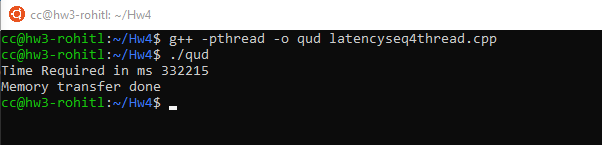 cc@hw3-rohitl: ~/Hw4
cc@hw3-rohitl:~/Hw4$ g++ -pthread -o qud latencyseq4thread.cpp
cc@hw3-rohitl:~/Hw4$ ./qud
Time Required in ms 332215
Memory transfer done
cc@hw3-rohitl:~/Hw4$